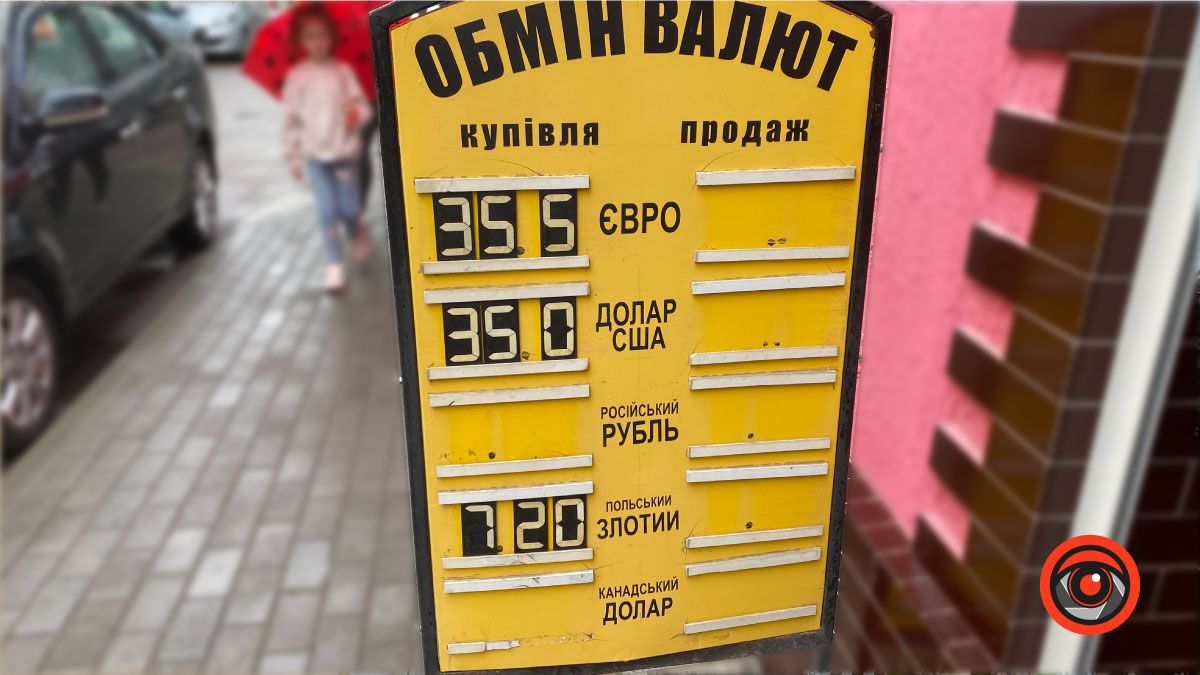 ОБМІН ВАЛЮТ
купівля продаж
35 5 ЄВРО
35 0 ДОЛАР
США
РОСІЙСЬКИЙ
РУБЛЬ
ПОЛЬСЬКИЙ
7 20 ЗЛОТИЙ
КАНАДСЬКИЙ
ДОЛАР